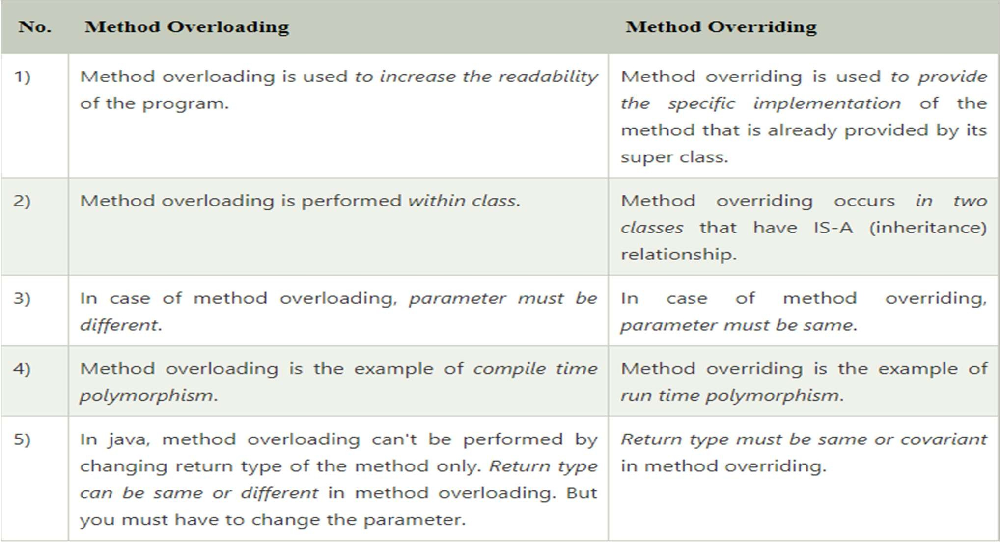 No. Method Overloading Method Overriding
1) Method overloading is used to increase the readability
of the program.
Method overriding is used to provide
the specific implementation of the
method that is already provided by its
super class.
2) Method overloading is performed within class.
Method overriding occurs in two
classes that have IS-A (inheritance)
relationship.
3) In case of method overloading, parameter must be
different.
In case of method overriding,
parameter must be same.
4) Method overloading is the example of compile time
polymorphism.
Method overriding is the example of
run time polymorphism.
5) In java, method overloading can't be performed by
changing return type of the method only. Return type
can be same or different in method overloading. But
you must have to change the parameter.
Return type must be same or covariant
in method overriding.